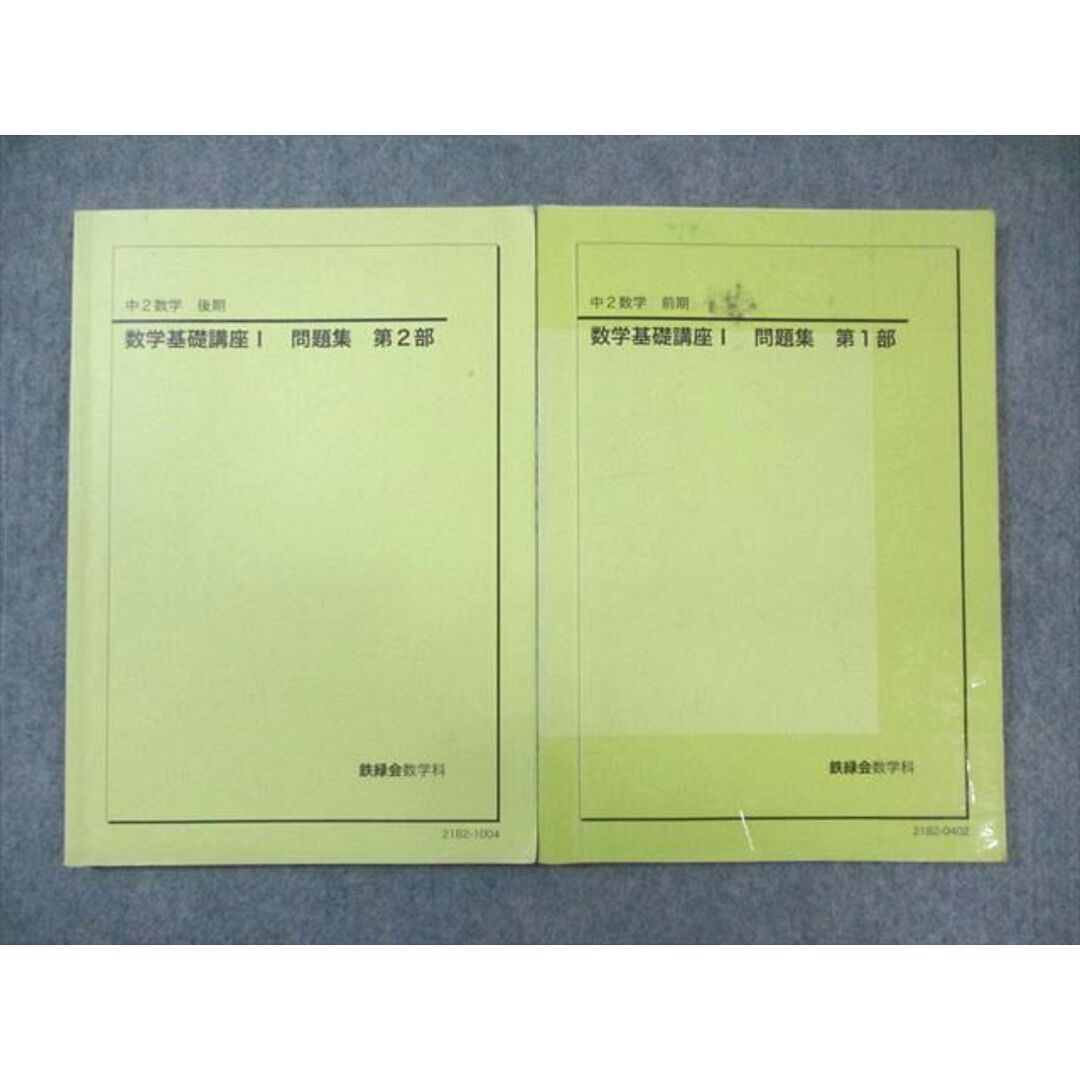 中2数学 後期
数学基礎講座Ⅰ 問題集 第2部
鉄緑会数学科
21B2-1004
中2数学 前期
数学基礎講座Ⅰ 問題集 第1部
鉄緑会数学科
21B2-0402